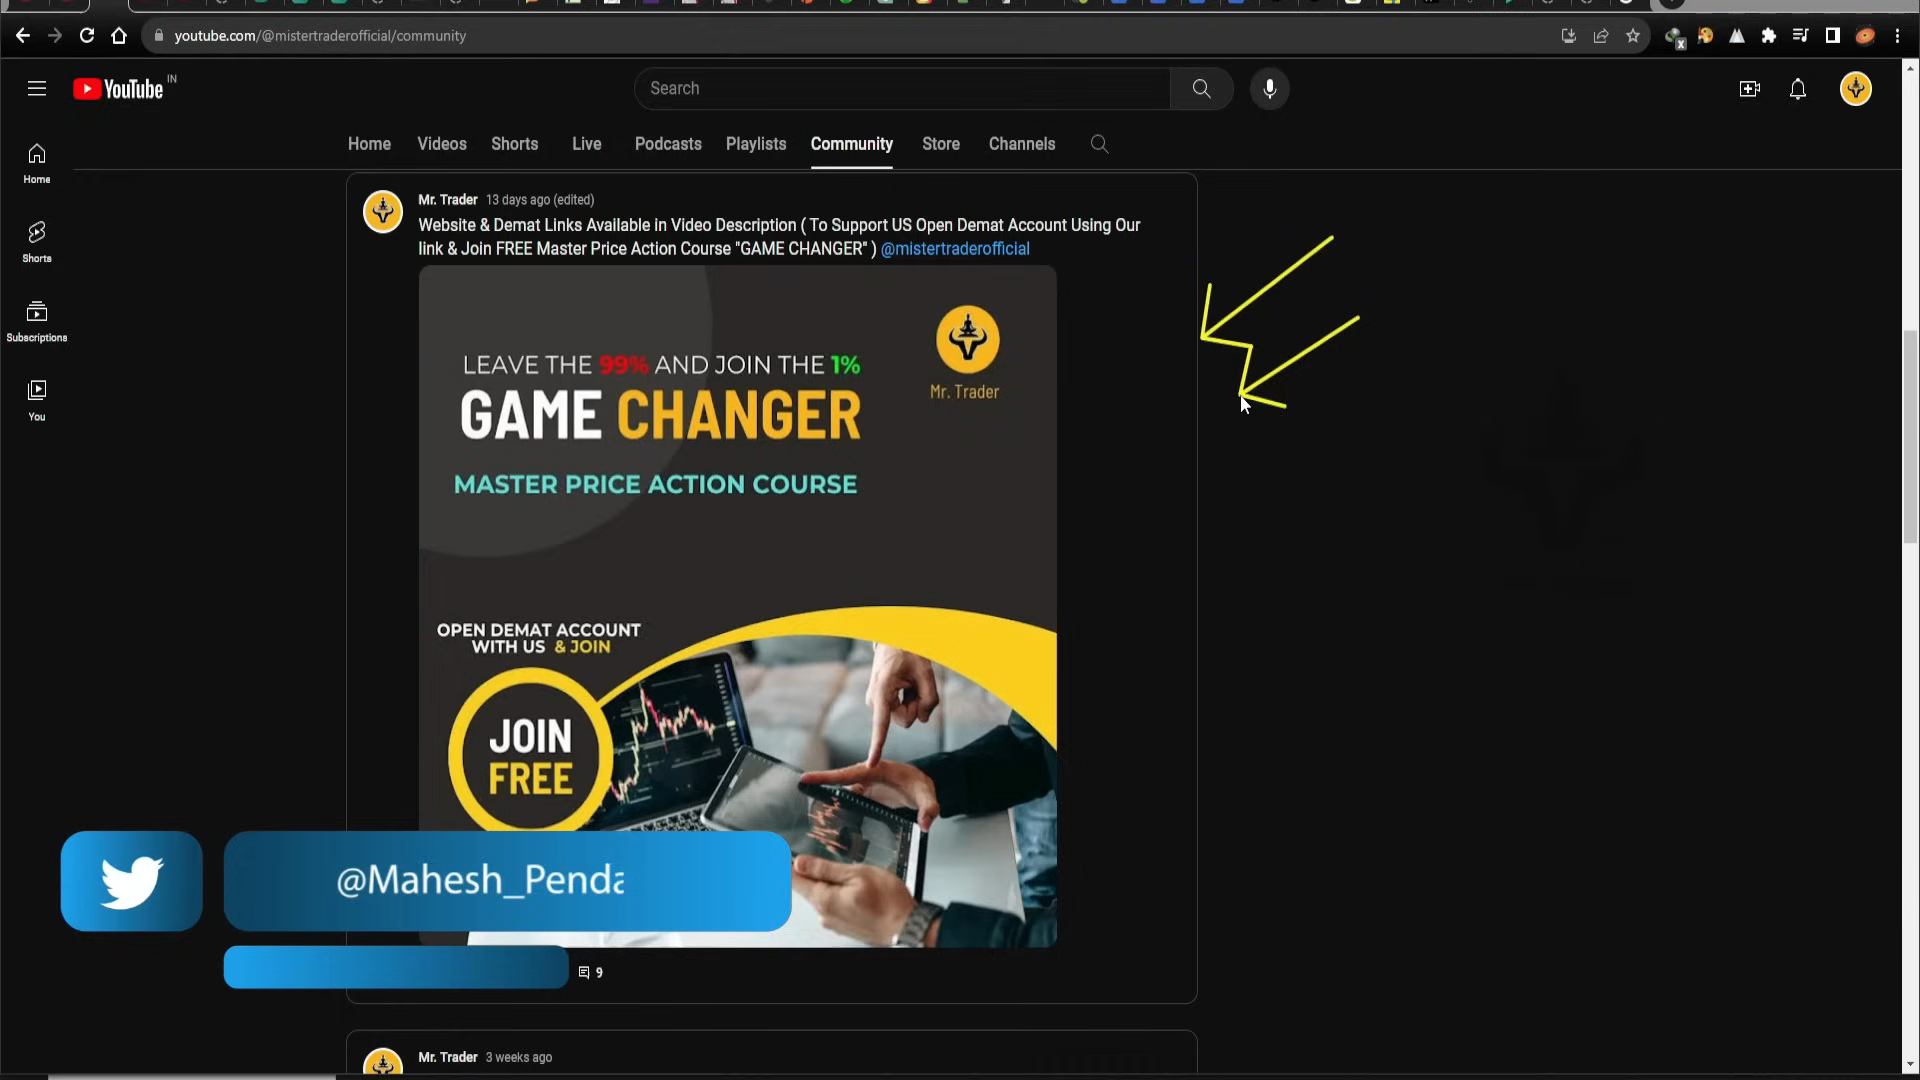 youtube.com/@mistertraderofficial/community
YouTube IN
Search
Home Videos Shorts Live Podcasts Playlists Community Store Channels
Home
Shorts
Subscriptions
You
Mr. Trader 13 days ago (edited)
Website & Demat Links Available in Video Description ( To Support US Open Demat Account Using Our
link & Join FREE Master Price Action Course "GAME CHANGER" ) @mistertraderofficial
LEAVE THE 99% AND JOIN THE 1%
GAME CHANGER
Mr. Trader
MASTER PRICE ACTION COURSE
OPEN DEMAT ACCOUNT
WITH US & JOIN
JOIN
FREE
@Mahesh_Penda
9
Mr. Trader 3 weeks ago